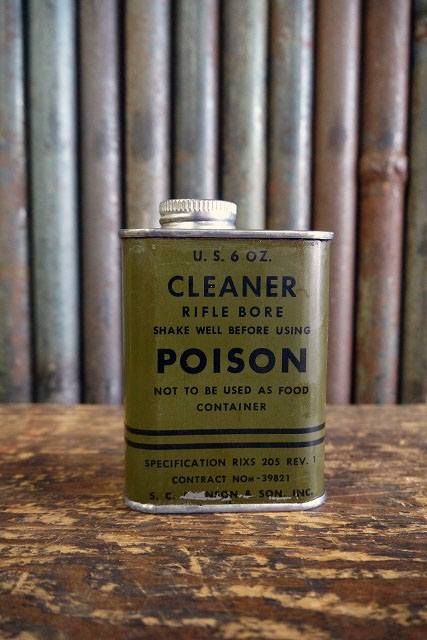 U. S. 6 OZ.
CLEANER
RIFLE BORE
SHAKE WELL BEFORE USING
POISON
NOT TO BE USED AS FOOD
CONTAINER
SPECIFICATION RIXS 205 REV. 1
CONTRACT NOM-39821
S. C. & SON. INC.